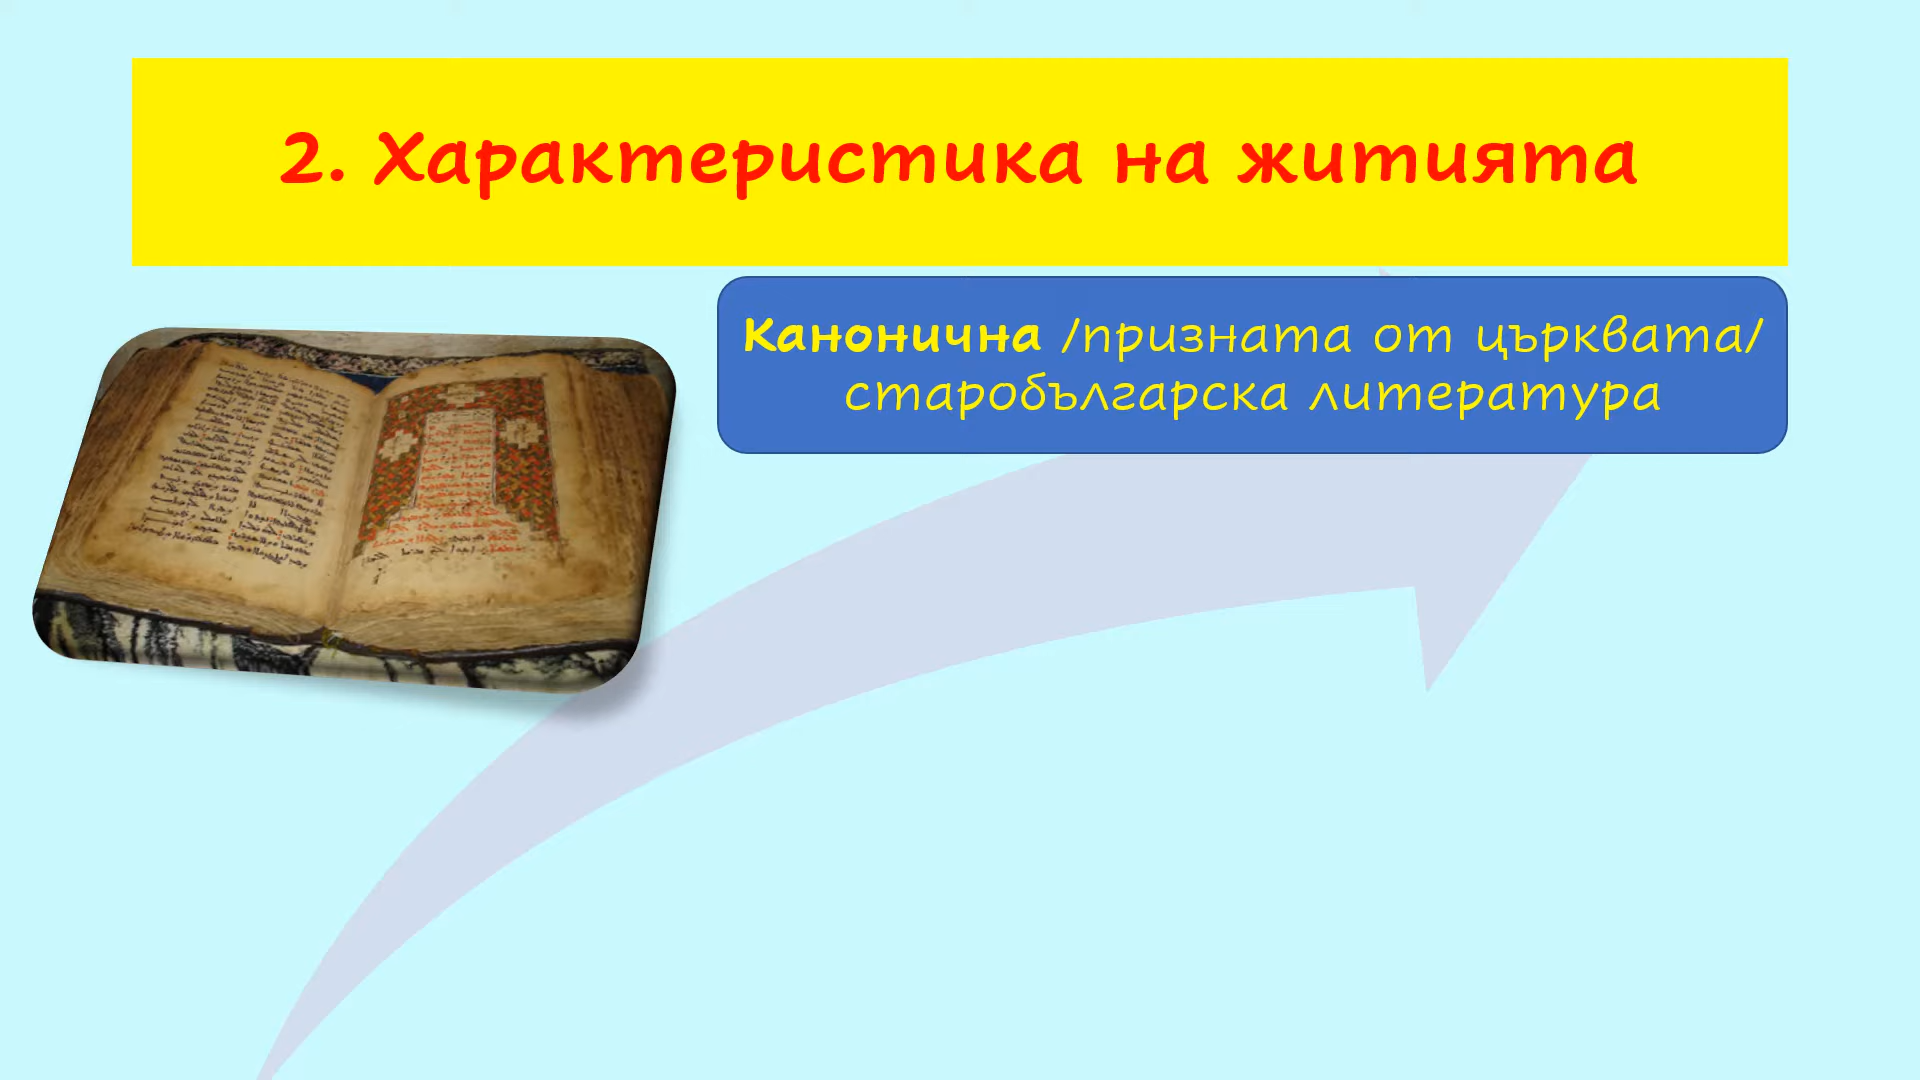 2. Характеристика на житията
Канонична /призната от църквата/
старобългарска литература